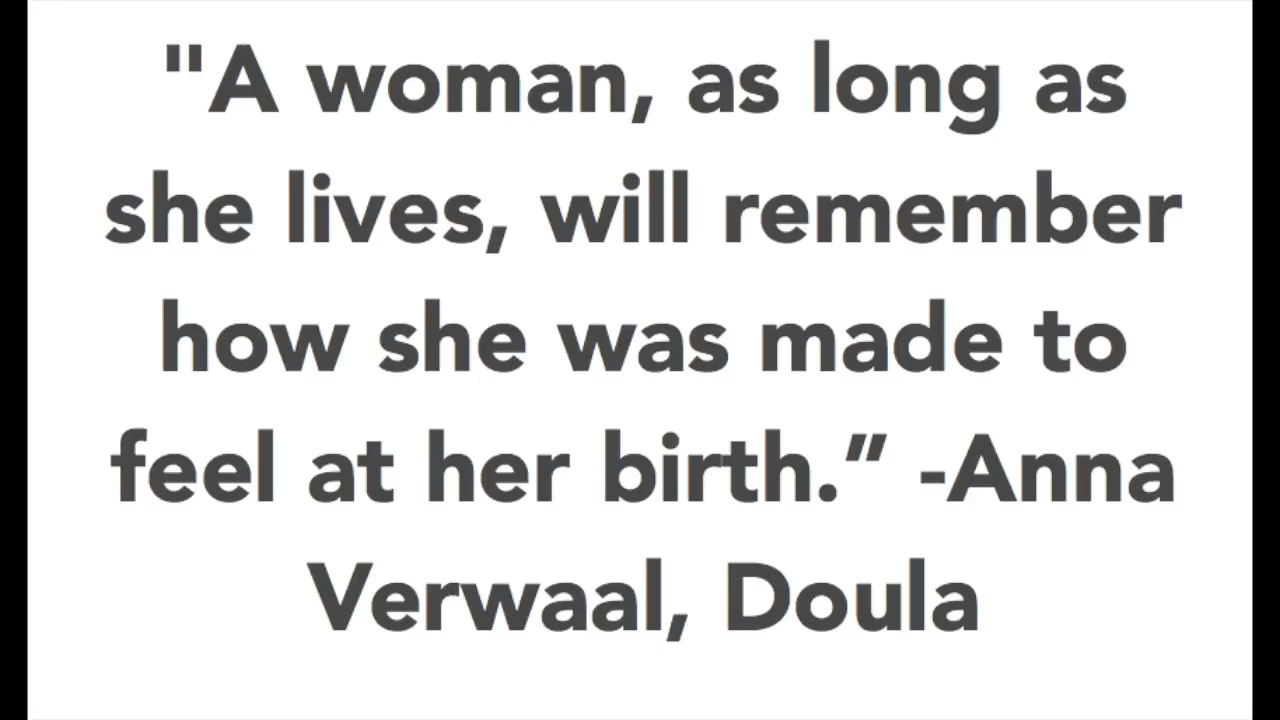 "A woman, as long as
she lives, will remember
how she was made to
feel at her birth.” -Anna
Verwaal, Doula